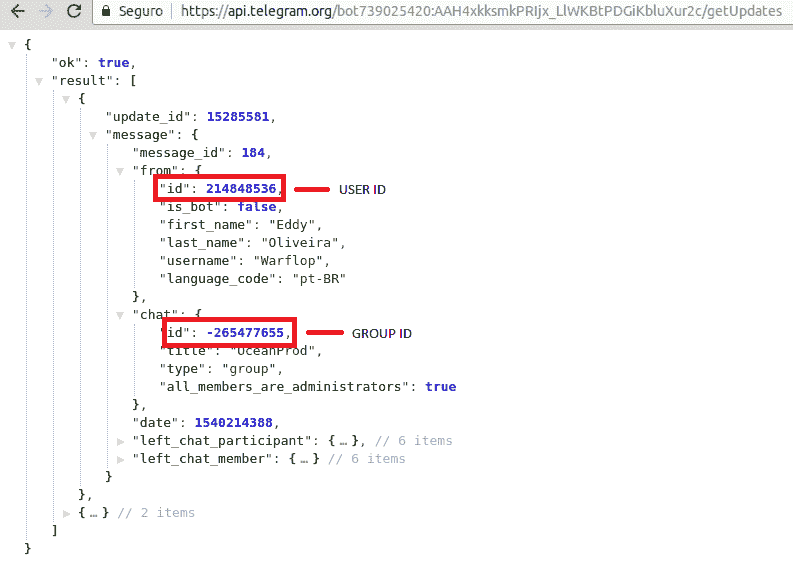 Seguro https://api.telegram.org/bot739025420:AAH4xkksmkPRIjx_LlWKBtPDGiKbluXur2c/getUpdates
{
"ok": true,
"result": [
{
"update_id": 15285581,
"message": {
"message_id": 184,
"from": {
"id": 214848536, USER ID
"is_bot": false,
"first_name": "Eddy",
"last_name": "Oliveira",
"username": "Warflop",
"language_code": "pt-BR"
},
"chat": {
"id": -265477655, GROUP ID
"title": "OceanProd",
"type": "group",
"all_members_are_administrators": true
},
"date": 1540214388,
"left_chat_participant": {…}, // 6 items
"left_chat_member": {…} // 6 items
}
},
{…} // 2 items
]
}